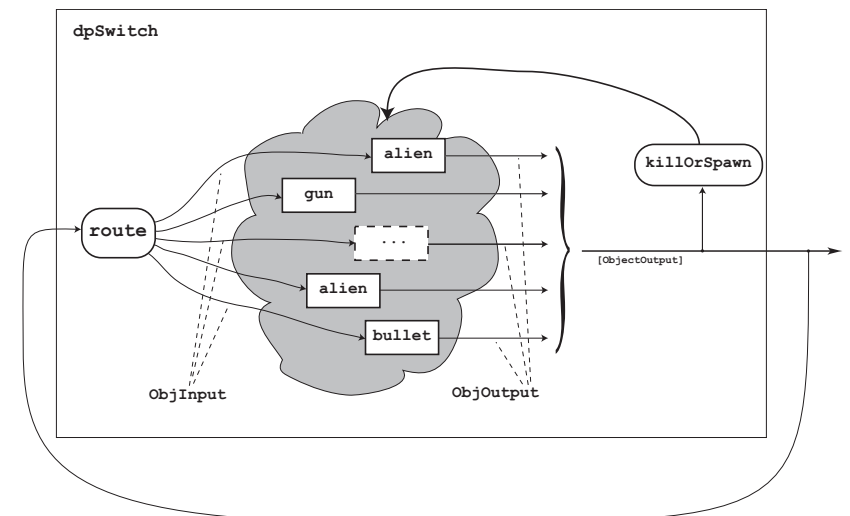 dpSwitch
alien
killOrSpawn
gun
route
...
[ObjectOutput]
alien
bullet
ObjInput
ObjOutput